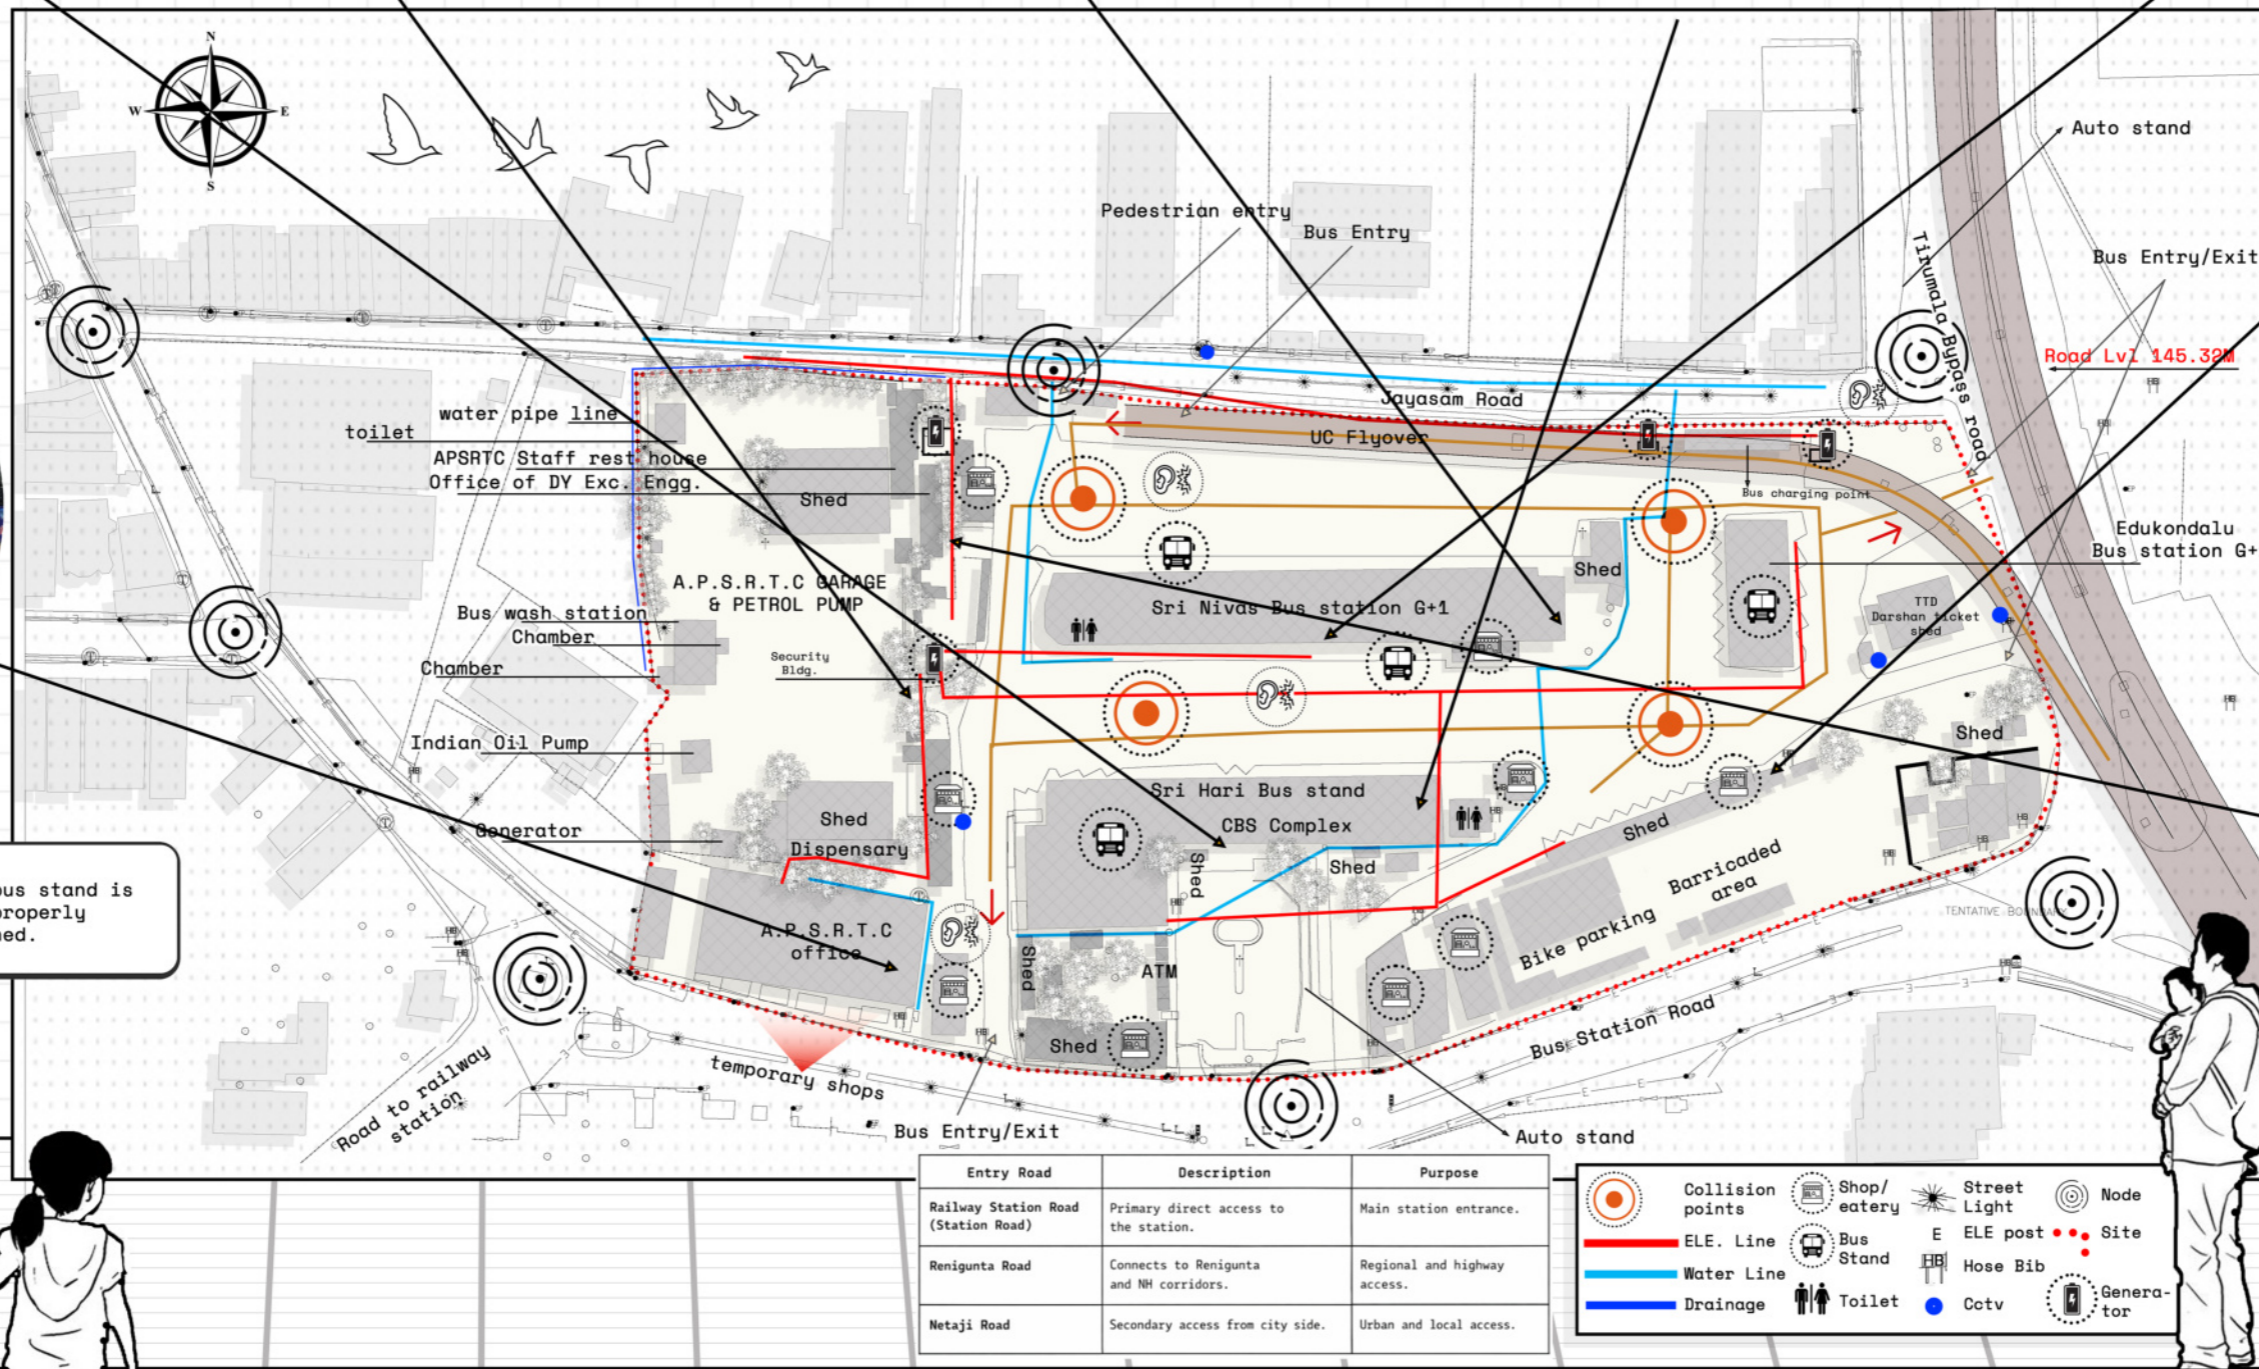 N
W
E
S
Auto stand
Pedestrian entry
Bus Entry
Tirumala Bypass road
Bus Entry/Exit
Road Lvl 145.32M
Jayasam Road
water pipe line
toilet
UC Flyover
APSRTC Staff rest house
Office of DY Exc. Engg.
Shed
Bus charging point
Edukondalu
Bus station G+
Shed
A.P.S.R.T.C GARAGE
& PETROL PUMP
Sri Nivas Bus station G+1
TTD
Darshan ticket
shed
Bus wash station
Chamber
Security
Bldg.
Chamber
Indian Oil Pump
Shed
Sri Hari Bus stand
CBS Complex
Generator
Shed
Dispensary
Shed
Shed
Shed
Barricaded
area
bus stand is
properly
ned.
A.P.S.R.T.C
office
Shed
ATM
Bike parking
TENTATIVE BOUNDARY
Shed
Bus Station Road
temporary shops
Road to railway
station
Bus Entry/Exit
Auto stand
Entry Road Description Purpose
Railway Station Road
(Station Road)
Primary direct access to
the station.
Main station entrance.
Renigunta Road
Connects to Renigunta
and NH corridors.
Regional and highway
access.
Netaji Road
Secondary access from city side.
Urban and local access.
Collision
points
Shop/
eatery
Street
Light
Node
ELE. Line
Bus
Stand
E ELE post
Site
Water Line
HB Hose Bib
Drainage
Toilet
Cctv
Genera-
tor